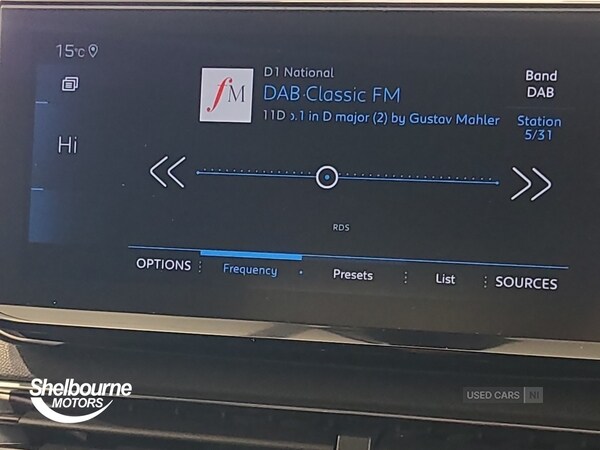 15°C
Hi
fM
D1 National
DAB·Classic FM
11D o.1 in D major (2) by Gustav Mahler
Band
DAB
Station
5/31
RDS
OPTIONS
Frequency
Presets
List
SOURCES
Shelbourne
MOTORS
USED CARS NI